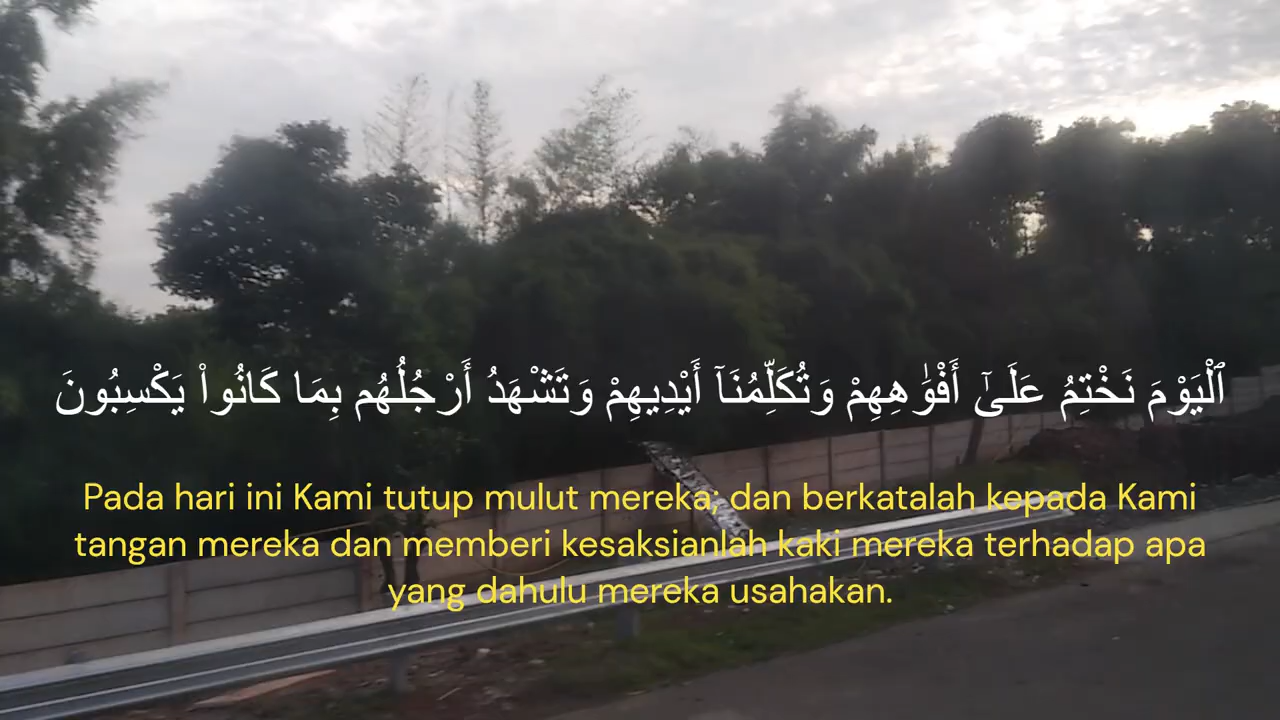 ٱلْيَوْمَ نَخْتِمُ عَلَىٰٓ أَفْوَٰهِهِمْ وَتُكَلِّمُنَآ أَيْدِيهِمْ وَتَشْهَدُ أَرْجُلُهُم بِمَا كَانُوا۟ يَكْسِبُونَ
Pada hari ini Kami tutup mulut mereka; dan berkatalah kepada Kami
tangan mereka dan memberi kesaksianlah kaki mereka terhadap apa
yang dahulu mereka usahakan.